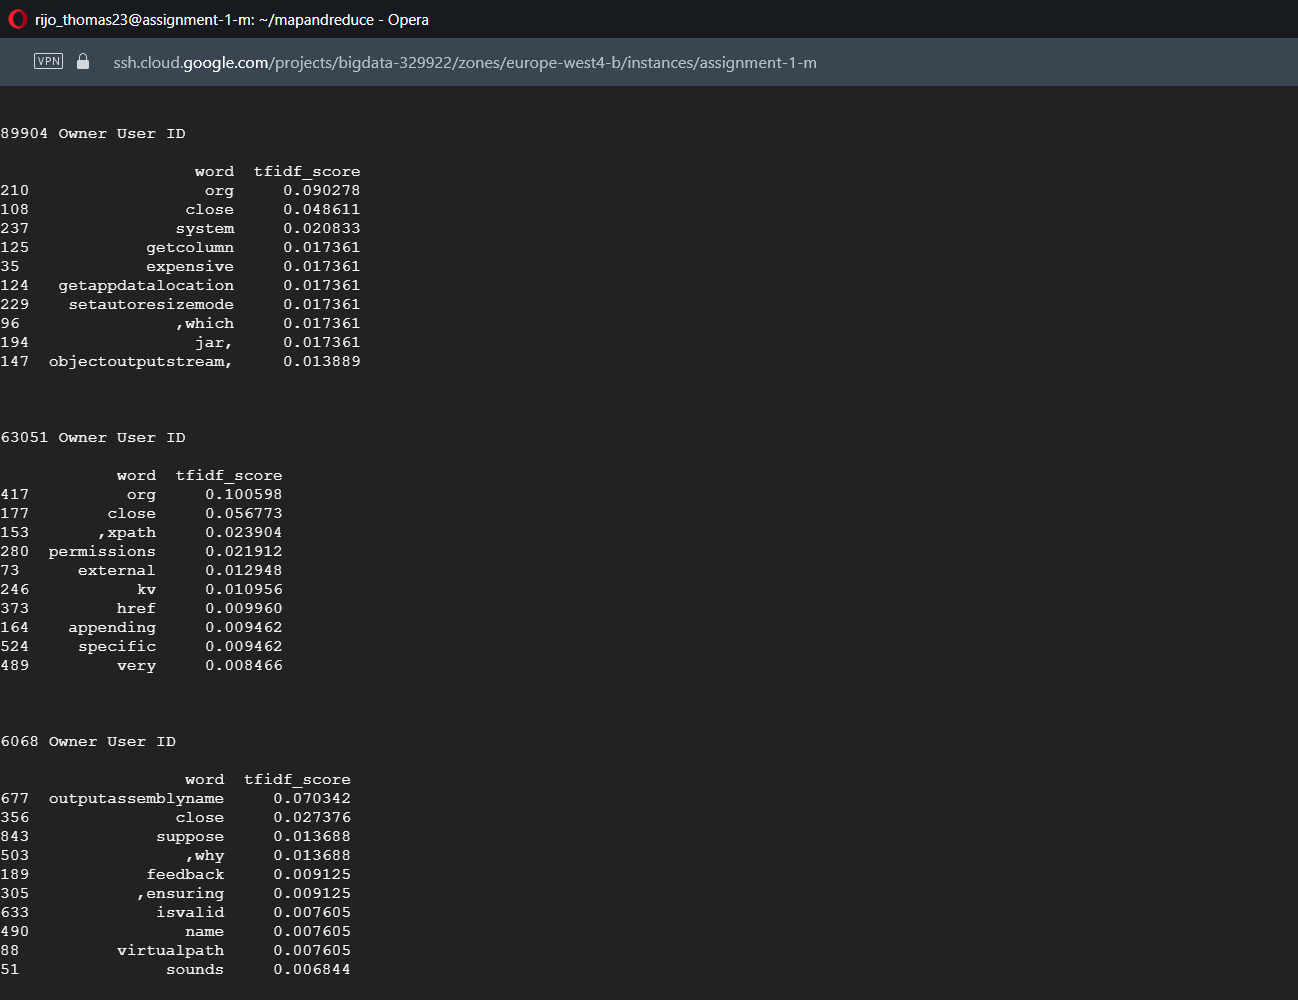 rijo_thomas23@assignment-1-m: ~/mapandreduce - Opera
VPN ssh.cloud.google.com/projects/bigdata-329922/zones/europe-west4-b/instances/assignment-1-m
89904 Owner User ID
word tfidf_score
210 org 0.090278
108 close 0.048611
237 system 0.020833
125 getcolumn 0.017361
35 expensive 0.017361
124 getappdatalocation 0.017361
229 setautoresizemode 0.017361
96 ,which 0.017361
194 jar, 0.017361
147 objectoutputstream, 0.013889
63051 Owner User ID
word tfidf_score
417 org 0.100598
177 close 0.056773
153 ,xpath 0.023904
280 permissions 0.021912
73 external 0.012948
246 kv 0.010956
373 href 0.009960
164 appending 0.009462
524 specific 0.009462
489 very 0.008466
6068 Owner User ID
word tfidf_score
677 outputassemblyname 0.070342
356 close 0.027376
843 suppose 0.013688
503 ,why 0.013688
189 feedback 0.009125
305 ,ensuring 0.009125
633 isvalid 0.007605
490 name 0.007605
88 virtualpath 0.007605
51 sounds 0.006844